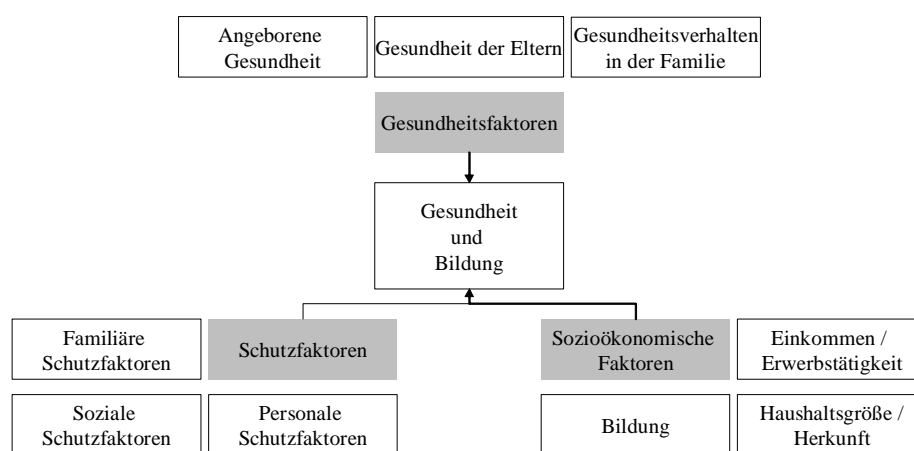 Angeborene
Gesundheit
Gesundheit der Eltern
Gesundheitsverhalten
in der Familie
Gesundheitsfaktoren
Gesundheit
und
Bildung
Familiäre
Schutzfaktoren
Schutzfaktoren
Sozioökonomische
Faktoren
Einkommen /
Erwerbstätigkeit
Soziale
Schutzfaktoren
Personale
Schutzfaktoren
Bildung
Haushaltsgröße /
Herkunft